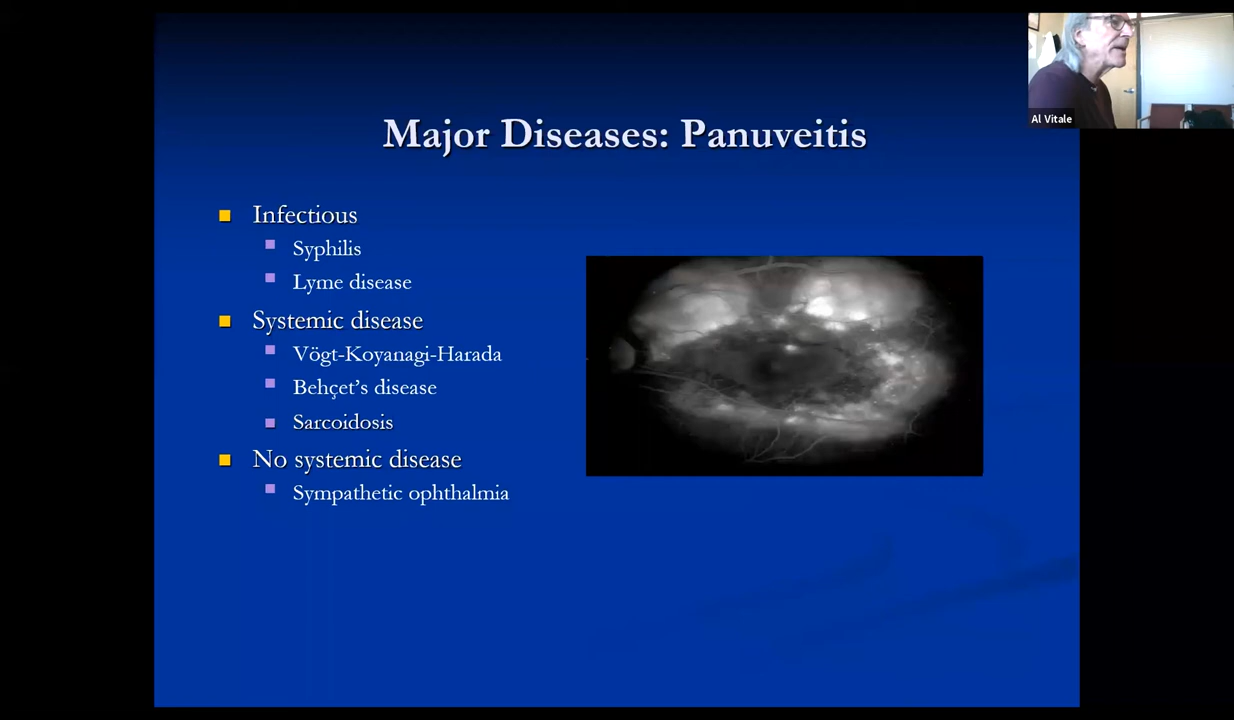 Al Vitale
Major Diseases: Panuveitis
Infectious
Syphilis
Lyme disease
Systemic disease
Vögt-Koyanagi-Harada
Behçet's disease
Sarcoidosis
No systemic disease
Sympathetic ophthalmia